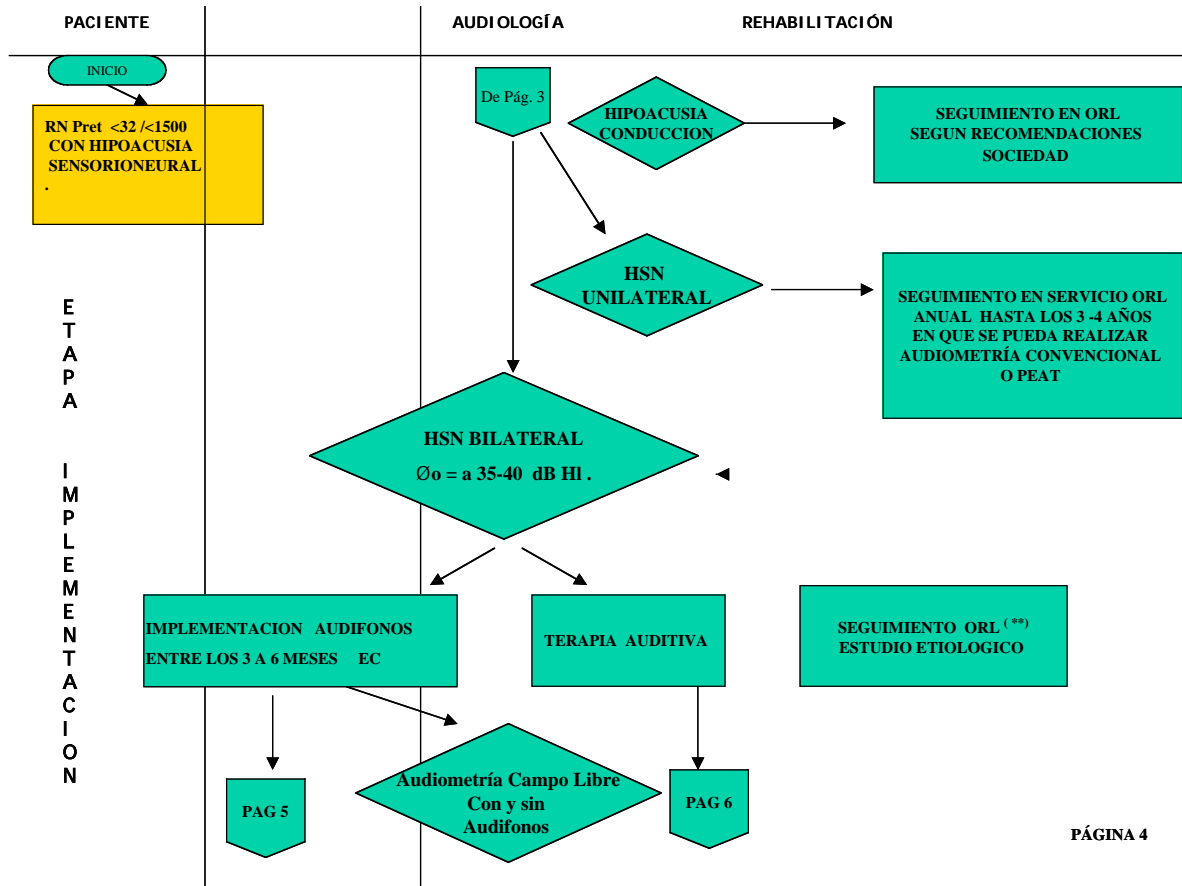 PACIENTE
AUDIOLOGÍA
REHABILITACIÓN
INICIO
RN Pret <32 /<1500
CON HIPOACUSIA
SENSORIONEURAL
.
De Pág. 3
HIPOACUSIA
CONDUCCION
SEGUIMIENTO EN ORL
SEGUN RECOMENDACIONES
SOCIEDAD
HSN
UNILATERAL
SEGUIMIENTO EN SERVICIO ORL
ANUAL HASTA LOS 3 -4 AÑOS
EN QUE SE PUEDA REALIZAR
AUDIOMETRÍA CONVENCIONAL
O PEAT
ETAPA
IMPLEMENTACION
HSN BILATERAL
Øo = a 35-40 dB Hl .
IMPLEMENTACION AUDIFONOS
ENTRE LOS 3 A 6 MESES EC
TERAPIA AUDITIVA
SEGUIMIENTO ORL ( **)
ESTUDIO ETIOLOGICO
PAG 5
Audiometría Campo Libre
Con y sin
Audifonos
PAG 6
PÁGINA 4